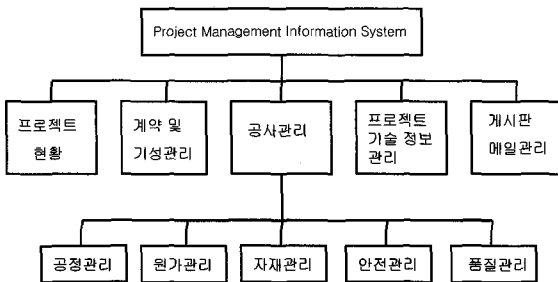 Project Management Information System
프로젝트
현황
계약 및
기성관리
공사관리
프로젝트
기술 정보
관리
게시판
메일관리
공정관리
원가관리
자재관리
안전관리
품질관리